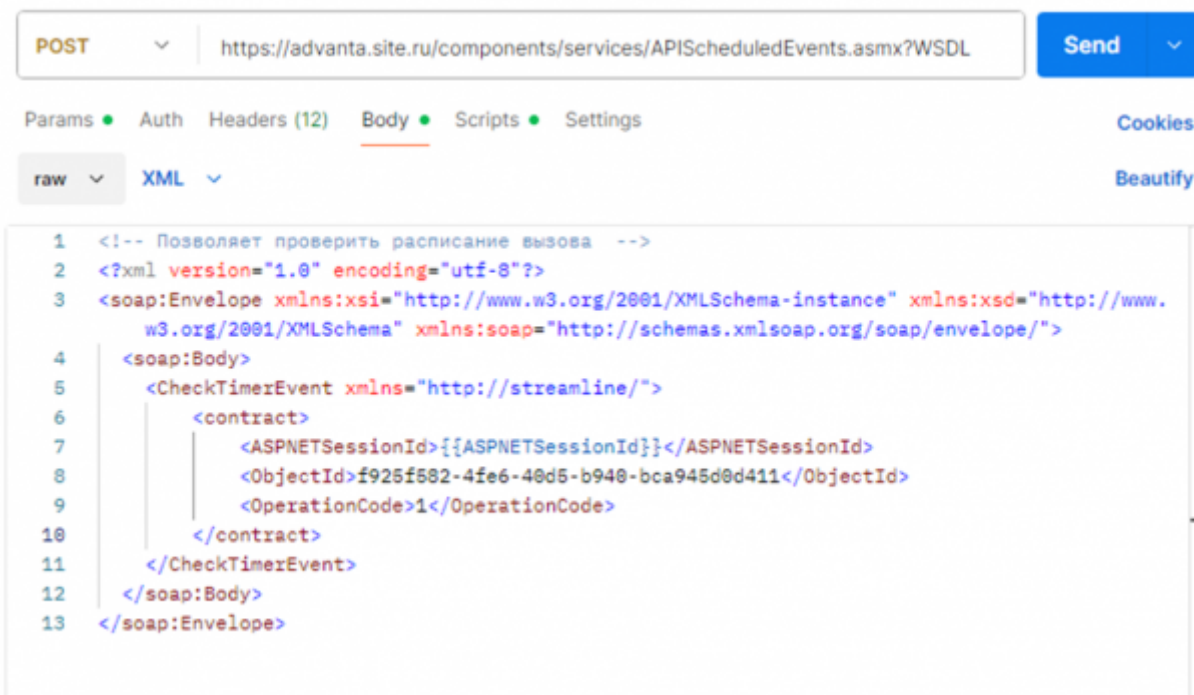 POST
https://advanta.site.ru/components/services/APIScheduledEvents.asmx?WSDL
Send
Params
Auth
Headers (12)
Body
Scripts
Settings
Cookies
raw
XML
Beautify
1 <!-- Позволяет проверить расписание вызова  -->
2 <?xml version="1.0" encoding="utf-8"?>
3 <soap:Envelope xmlns:xsi="http://www.w3.org/2001/XMLSchema-instance" xmlns:xsd="http://www.
w3.org/2001/XMLSchema" xmlns:soap="http://schemas.xmlsoap.org/soap/envelope/">
4 <soap:Body>
5 <CheckTimerEvent xmlns="http://streamline/">
6 <contract>
7 <ASPNETSessionId>{{ASPNETSessionId}}</ASPNETSessionId>
8 <ObjectId>f925f582-4fe6-40d5-b940-bca945d0d411</ObjectId>
9 <OperationCode>1</OperationCode>
10 </contract>
11 </CheckTimerEvent>
12 </soap:Body>
13 </soap:Envelope>